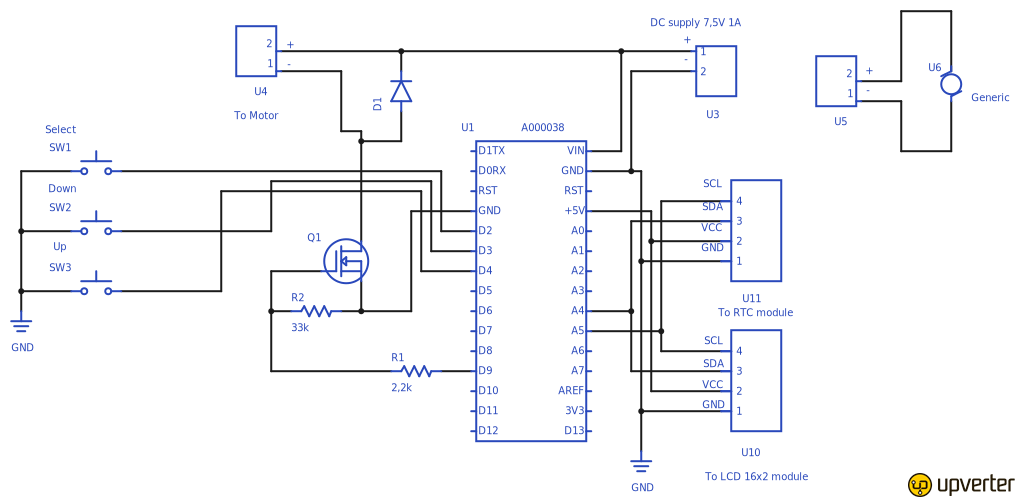 DC supply 7,5V 1A
2 +
1 -
U4
To Motor
D1
+
-
1
2
U3
2 +
1 -
U5
U6
Generic
Select
SW1
Down
SW2
Up
SW3
GND
Q1
R2
33k
R1
2,2k
U1 A000038
D1TX VIN
D0RX GND
RST RST
GND +5V
D2 A0
D3 A1
D4 A2
D5 A3
D6 A4
D7 A5
D8 A6
D9 A7
D10 AREF
D11 3V3
D12 D13
GND
SCL 4
SDA 3
VCC 2
GND 1
U11
To RTC module
SCL 4
SDA 3
VCC 2
GND 1
U10
To LCD 16x2 module
upverter